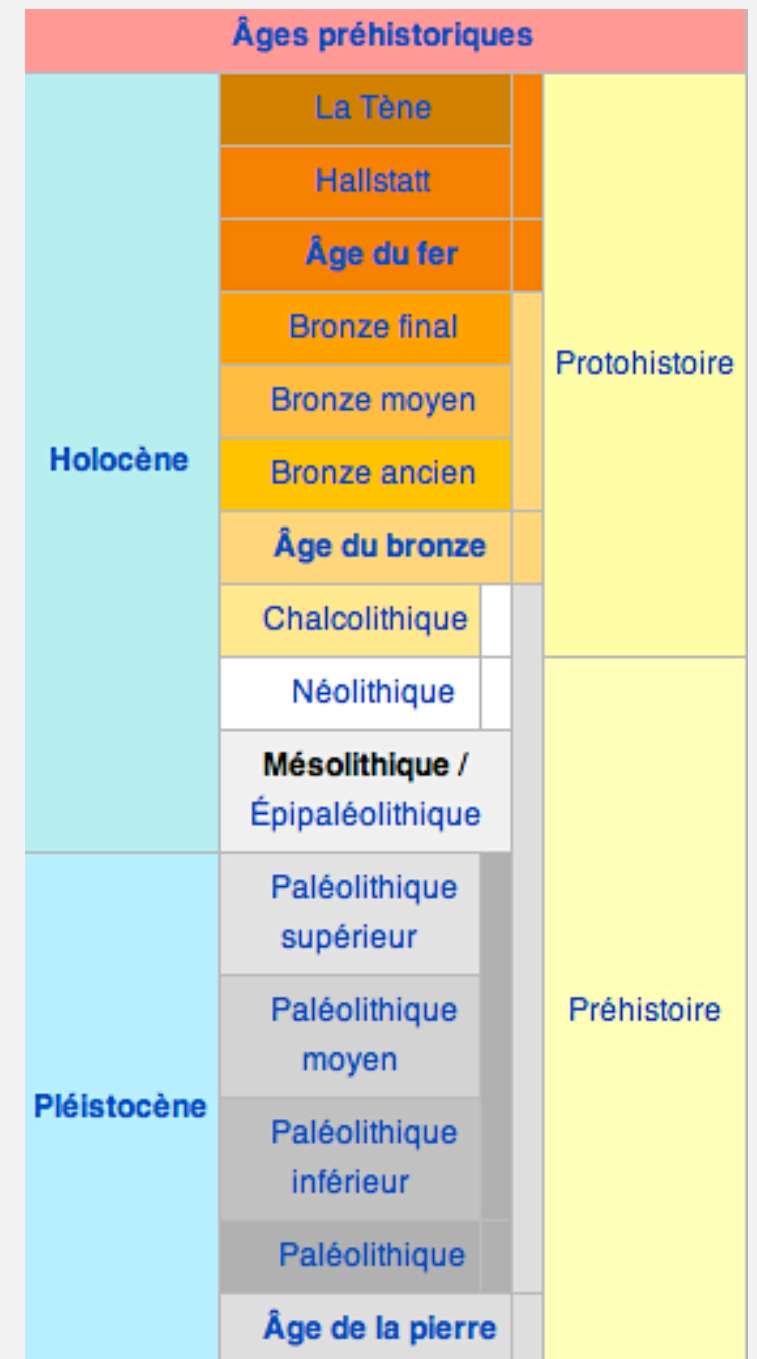 Âges préhistoriques
Holocène
La Tène
Hallstatt
Âge du fer
Bronze final
Bronze moyen
Bronze ancien
Âge du bronze
Chalcolithique
Néolithique
Mésolithique /
Épipaléolithique
Protohistoire
Pléistocène
Paléolithique
supérieur
Paléolithique
moyen
Paléolithique
inférieur
Paléolithique
Âge de la pierre
Préhistoire